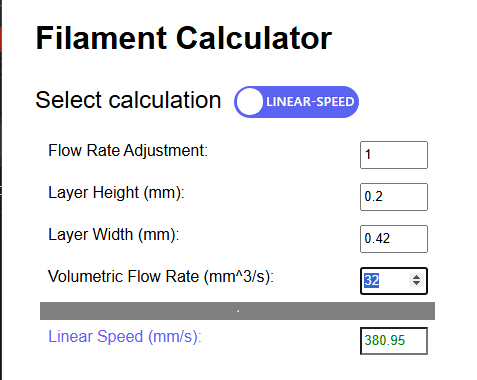 Filament Calculator
Select calculation LINEAR-SPEED
Flow Rate Adjustment: 1
Layer Height (mm): 0.2
Layer Width (mm): 0.42
Volumetric Flow Rate (mm^3/s): 32
.
Linear Speed (mm/s): 380.95